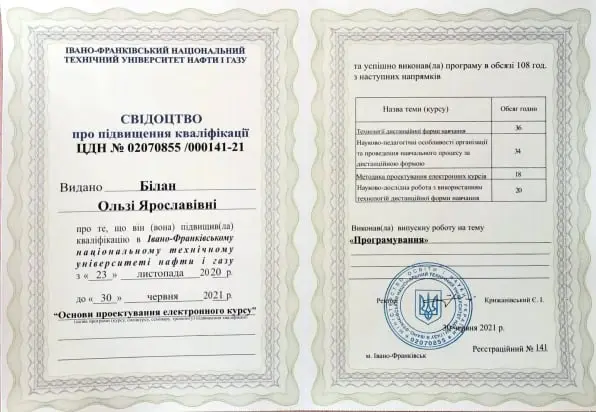 ІВАНО-ФРАНКІВСЬКИЙ НАЦІОНАЛЬНИЙ
ТЕХНІЧНИЙ УНІВЕРСИТЕТ НАФТИ І ГАЗУ
СВІДОЦТВО
про підвищення кваліфікації
ЦДН № 02070855 /000141-21
Видано Білан
Ользі Ярославівні
про те, що він (вона) підвищив(ла)
кваліфікацію в Івано-Франківському
національному технічному
університеті нафти і газу
з « 23 » листопада 2020 р.
до « 30 » червня 2021 р.
"Основи проектування електронного курсу"
та успішно виконав(ла) програму в обсязі 108 год.
з наступних напрямків
Назва теми (курсу) Обсяг годино
Технології дистанційної форми навчання 36
Науково-педагогічні особливості організації
та проведення навчального процесу за 34
дистанційною формою
Методика проектування електронних курсів 18
Науково-дослідна робота з використанням 20
технологій дистанційної форми навчання
Виконав(ла) випускну роботу на тему
«Програмування»
Ректор Крижанівський Є. І.
30 червня 2021 р.
Реєстраційний № 141
м. Івано-Франківськ
02070855